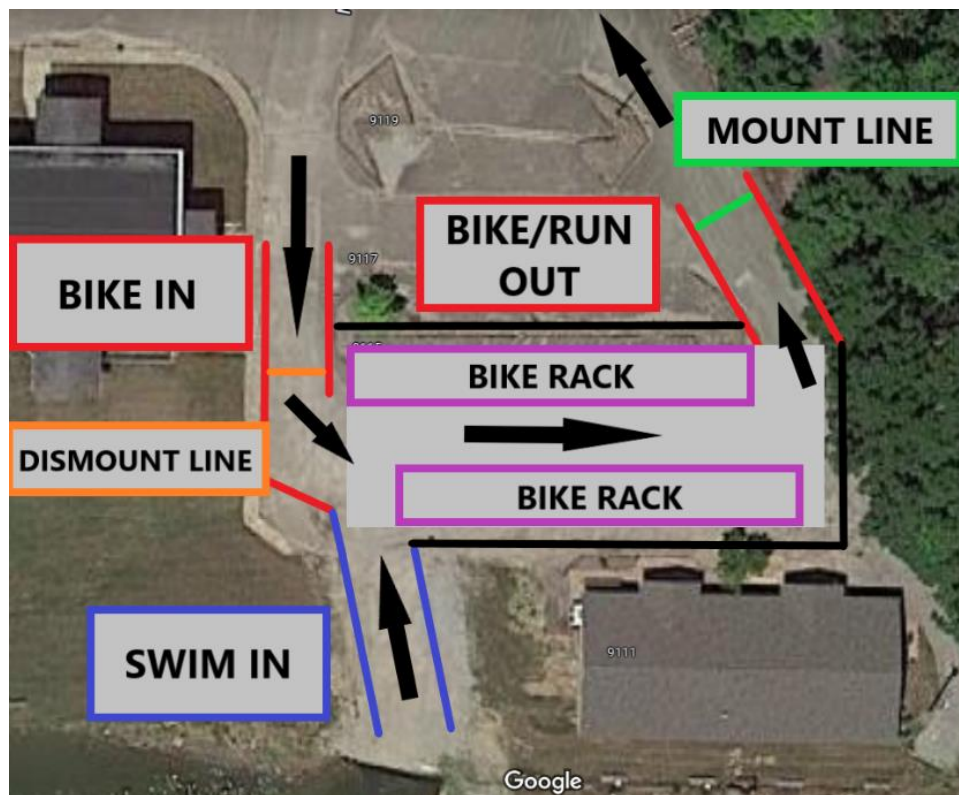 9119
MOUNT LINE
BIKE/RUN
OUT
9117
BIKE IN
BIKE RACK
DISMOUNT LINE
BIKE RACK
SWIM IN
9111
Google